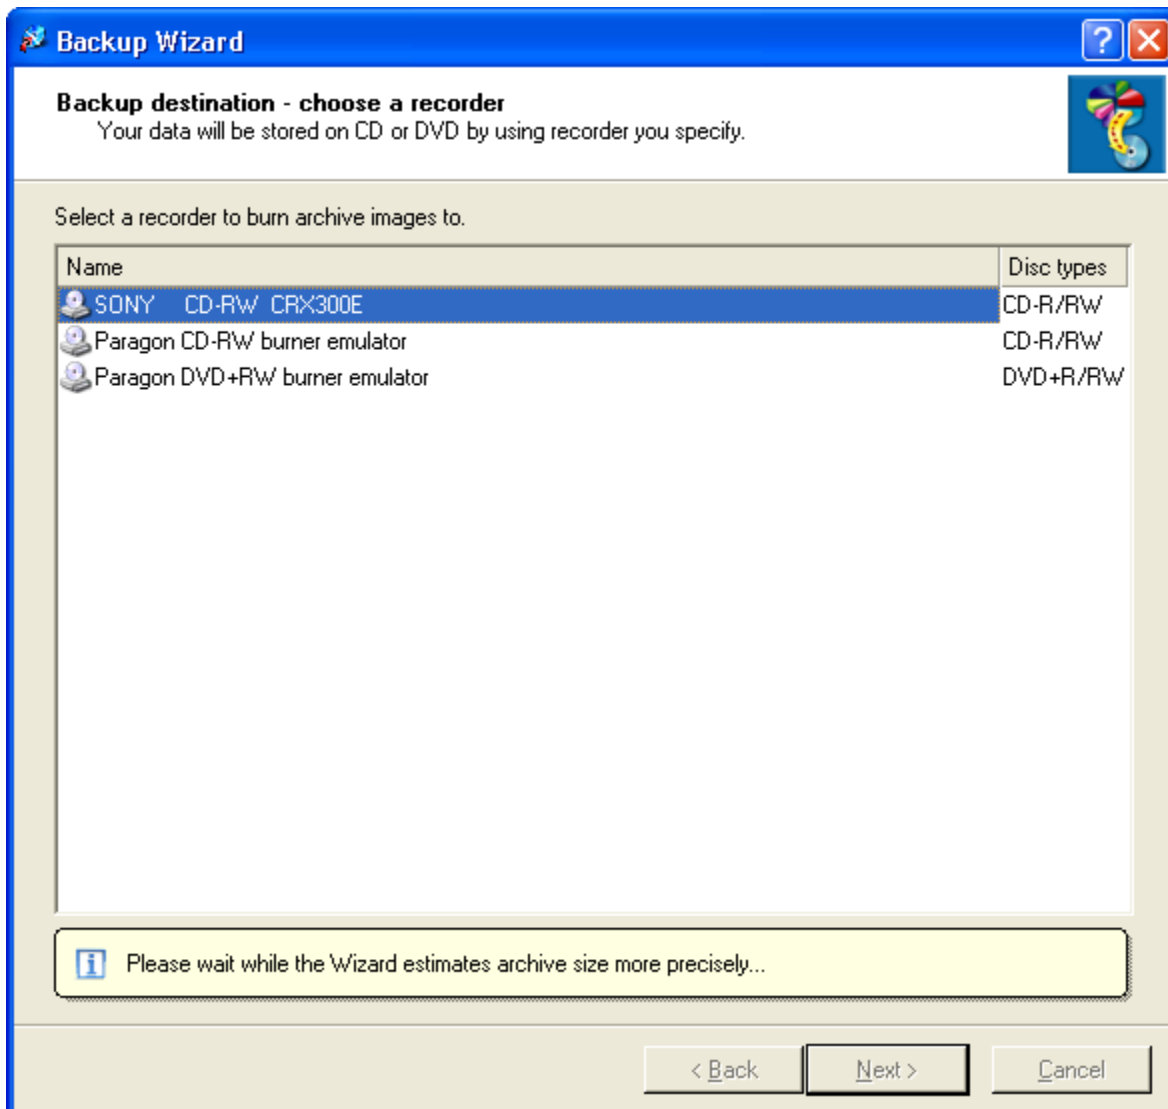 Backup Wizard
Backup destination - choose a recorder
Your data will be stored on CD or DVD by using recorder you specify.
Select a recorder to burn archive images to.
Name Disc types
SONY CD-RW CRX300E CD-R/RW
Paragon CD-RW burner emulator CD-R/RW
Paragon DVD+RW burner emulator DVD+R/RW
Please wait while the Wizard estimates archive size more precisely...
< Back Next > Cancel